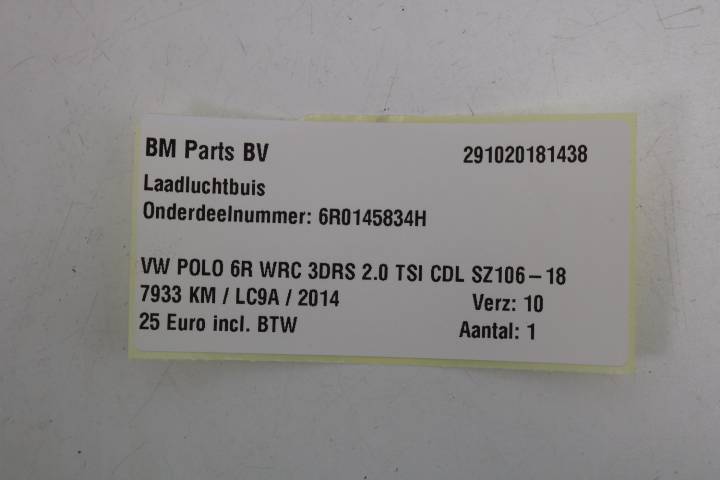 BM Parts BV 291020181438
Laadluchtbuis
Onderdeelnummer: 6R0145834H
VW POLO 6R WRC 3DRS 2.0 TSI CDL SZ106-18
7933 KM / LC9A / 2014 Verz: 10
25 Euro incl. BTW Aantal: 1